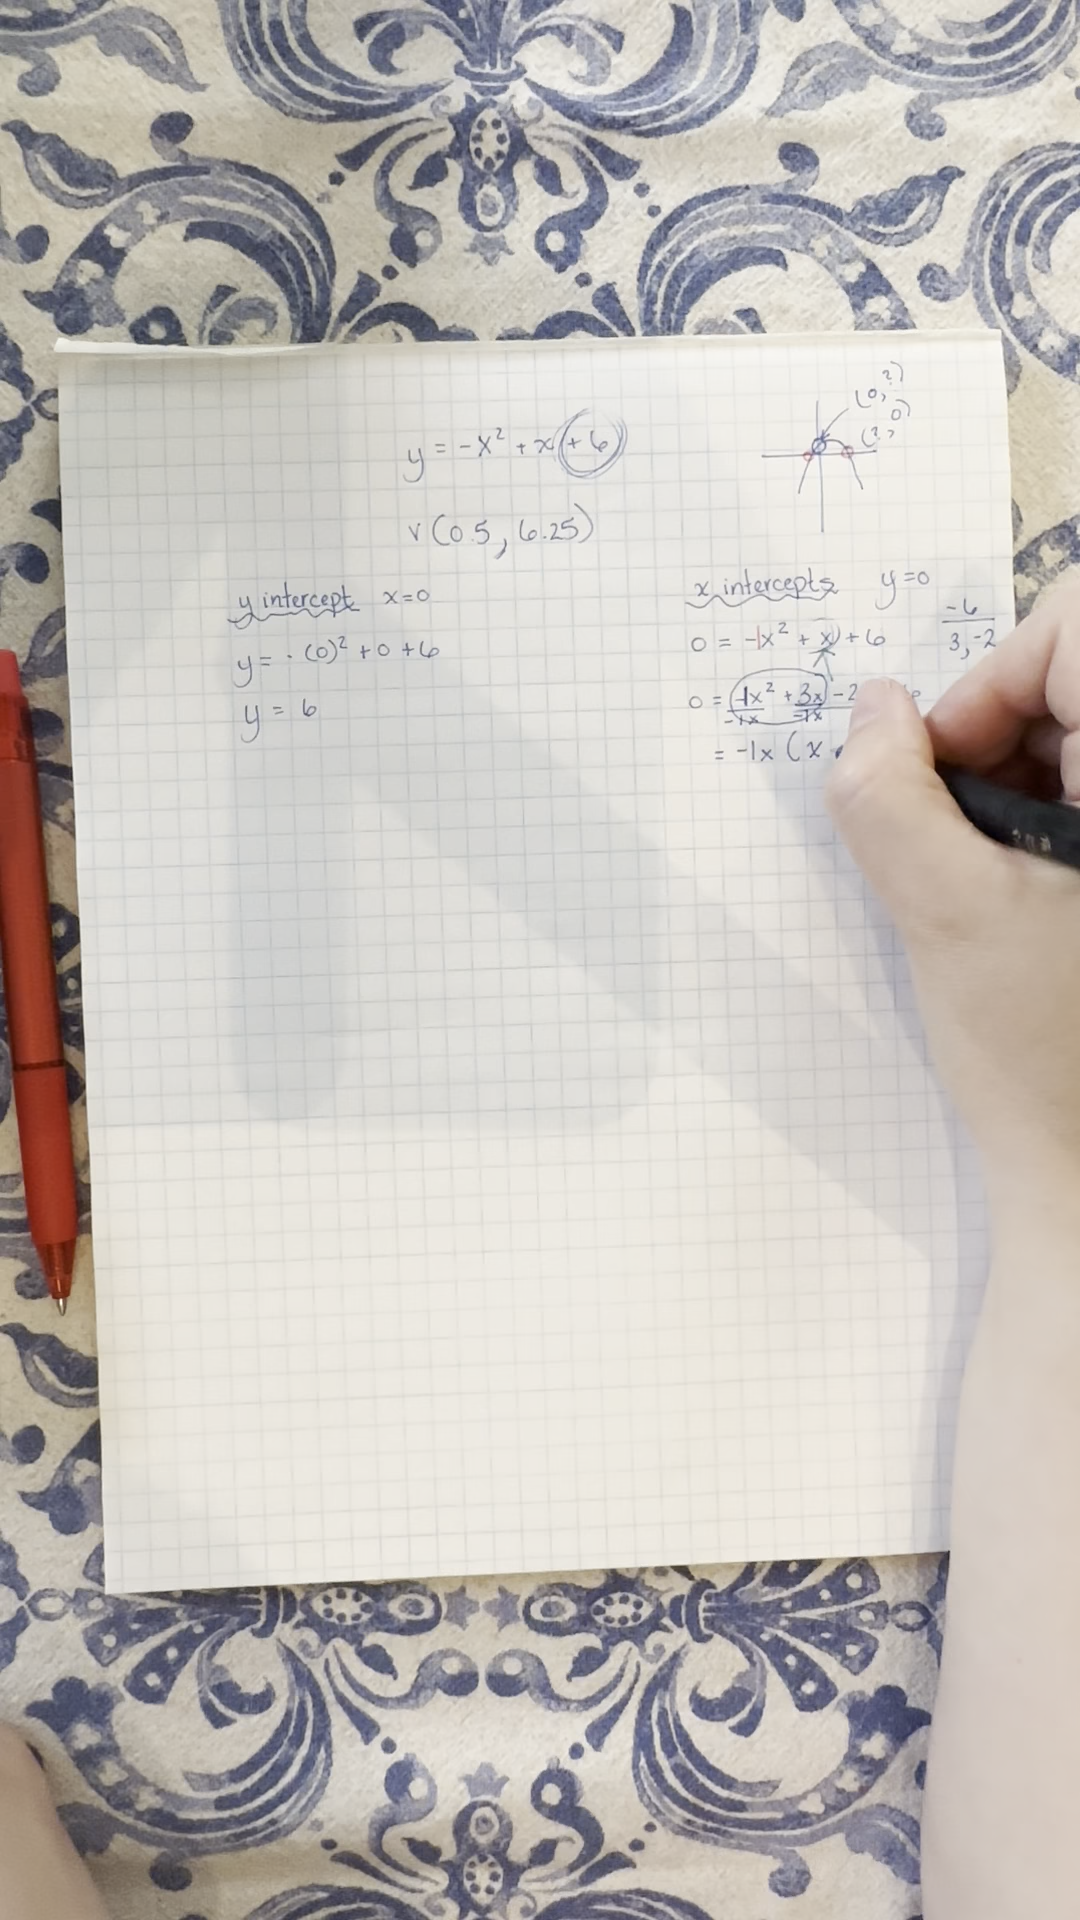 y = -x² + x + 6
(0, ?)
(?, 0)
v(0.5, 6.25)
y intercept x=0
y = -(0)² + 0 + 6
y = 6
x intercepts y=0
0 = -1x² + x + 6
-6
3, -2
0 = -1x² + 3x - 2
-1x -1x
= -1x (x